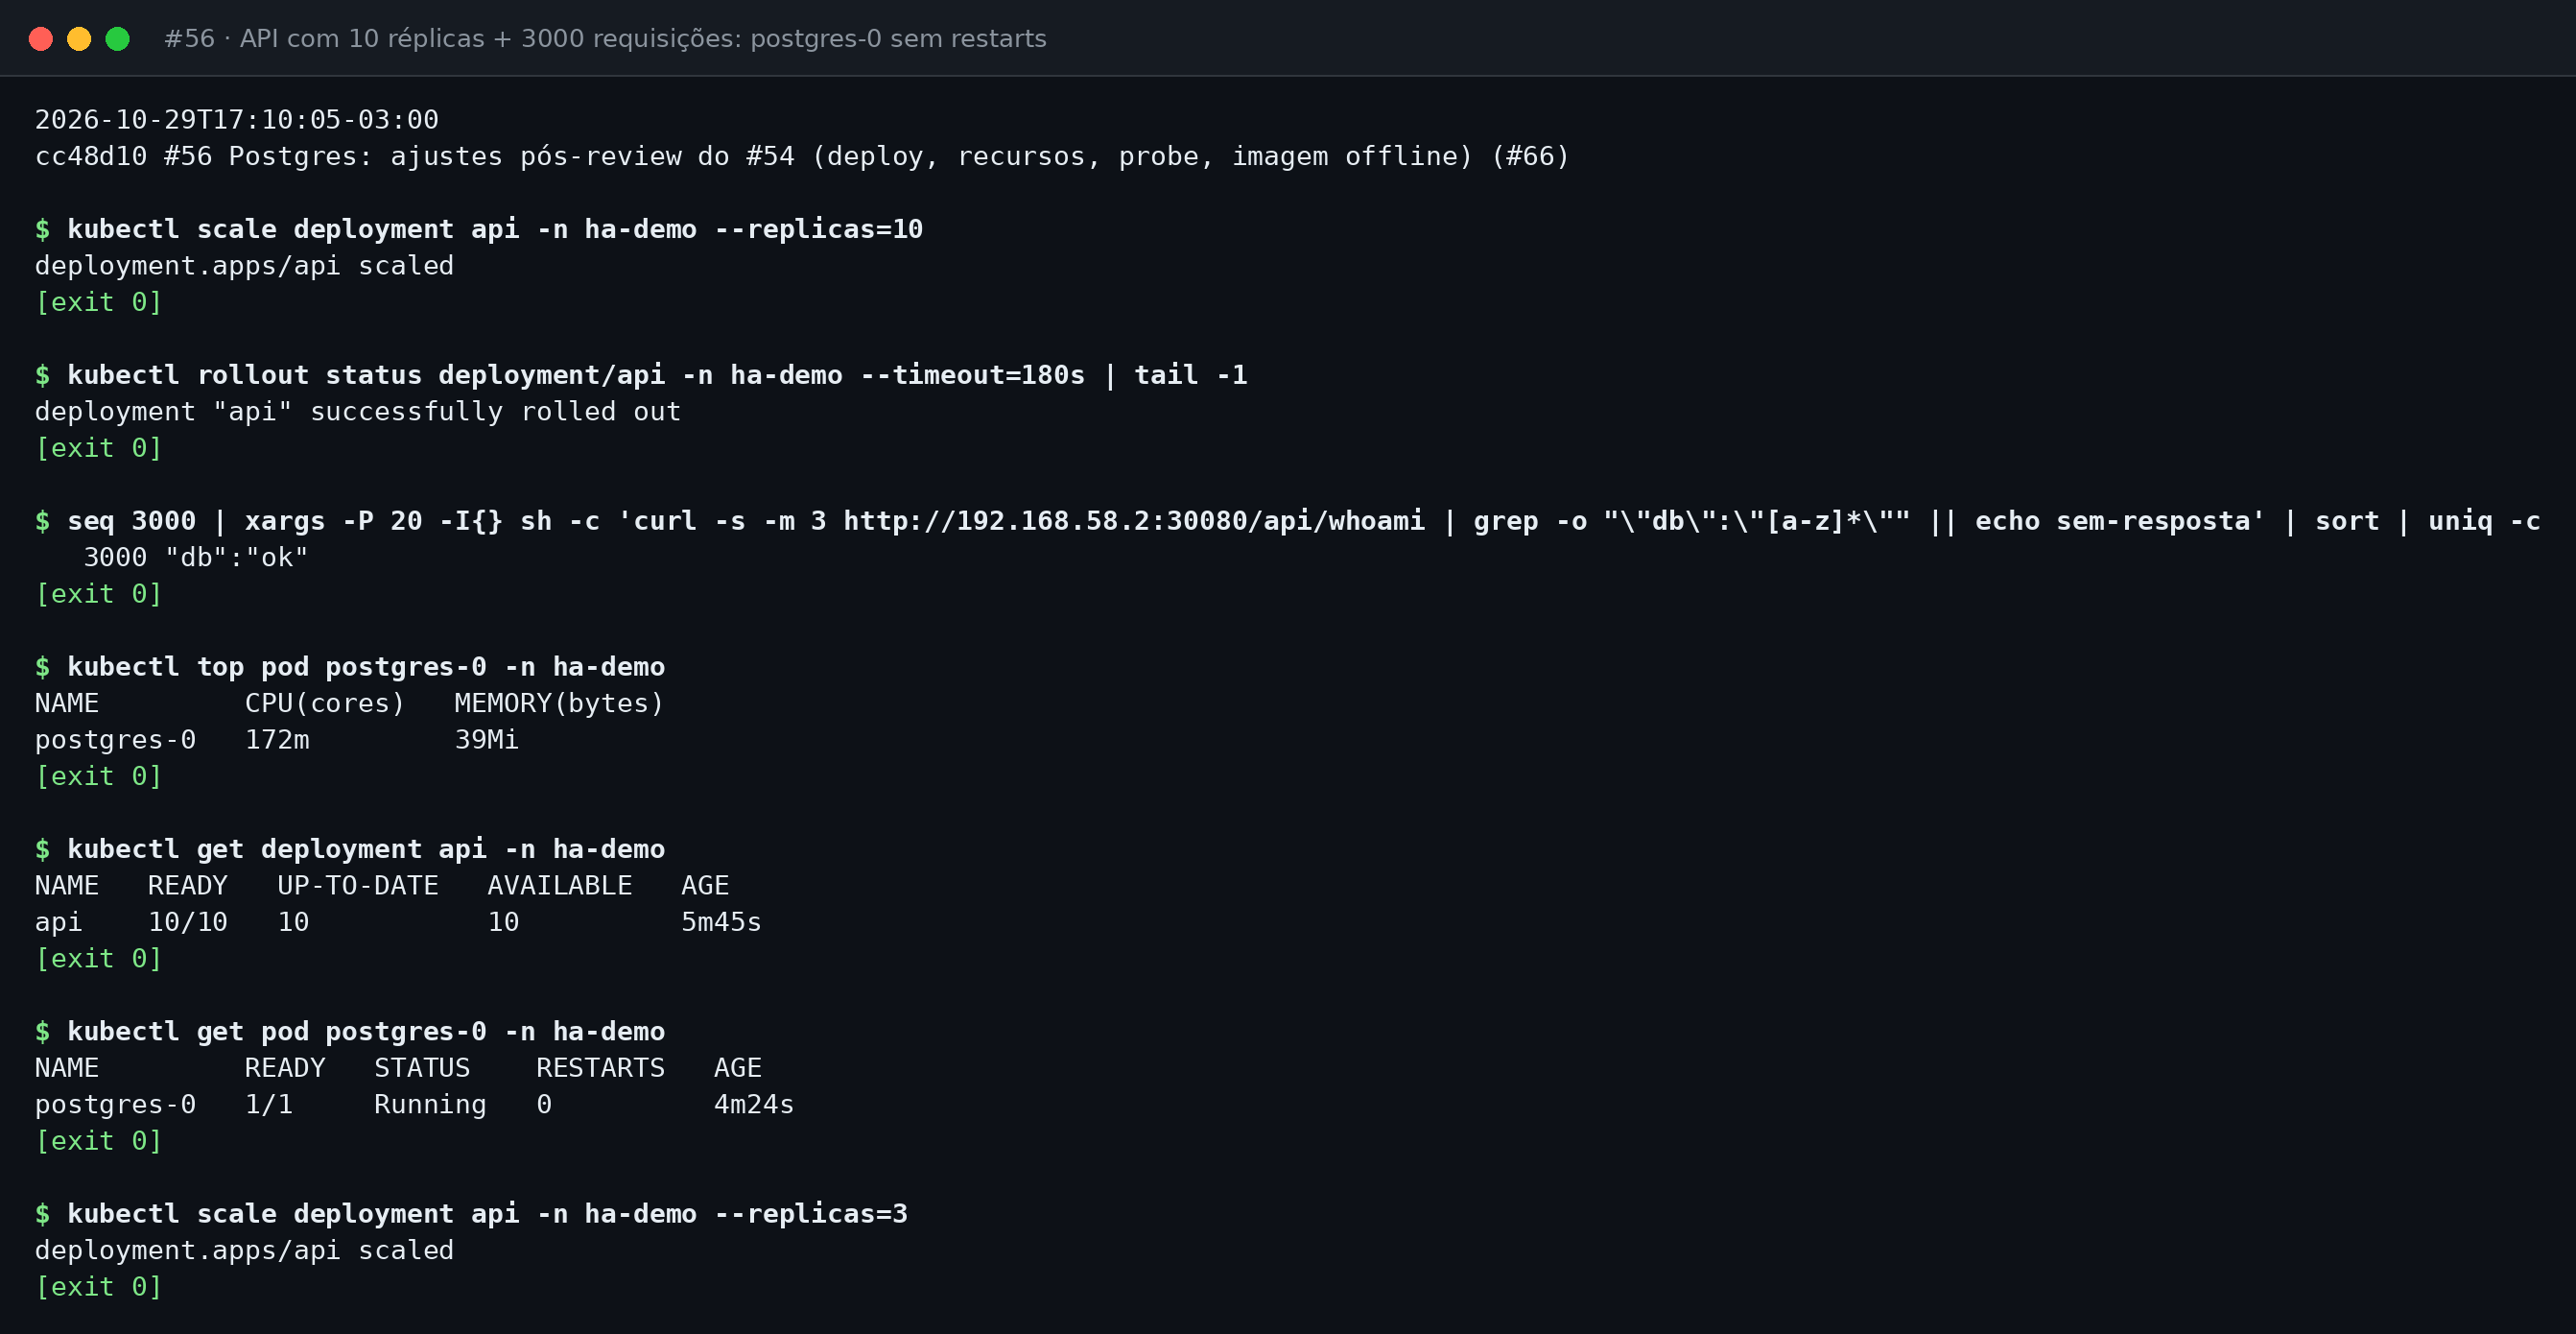 #56 · API com 10 réplicas + 3000 requisições: postgres-0 sem restarts
2026-10-29T17:10:05-03:00
cc48d10 #56 Postgres: ajustes pós-review do #54 (deploy, recursos, probe, imagem offline) (#66)
$ kubectl scale deployment api -n ha-demo --replicas=10
deployment.apps/api scaled
[exit 0]
$ kubectl rollout status deployment/api -n ha-demo --timeout=180s | tail -1
deployment "api" successfully rolled out
[exit 0]
$ seq 3000 | xargs -P 20 -I{} sh -c 'curl -s -m 3 http://192.168.58.2:30080/api/whoami | grep -o "\"db\":\"[a-z]*\"" || echo sem-resposta' | sort | uniq -c
   3000 "db":"ok"
[exit 0]
$ kubectl top pod postgres-0 -n ha-demo
NAME         CPU(cores)   MEMORY(bytes)
postgres-0   172m         39Mi
[exit 0]
$ kubectl get deployment api -n ha-demo
NAME   READY   UP-TO-DATE   AVAILABLE   AGE
api    10/10   10           10          5m45s
[exit 0]
$ kubectl get pod postgres-0 -n ha-demo
NAME         READY   STATUS    RESTARTS   AGE
postgres-0   1/1     Running   0          4m24s
[exit 0]
$ kubectl scale deployment api -n ha-demo --replicas=3
deployment.apps/api scaled
[exit 0]